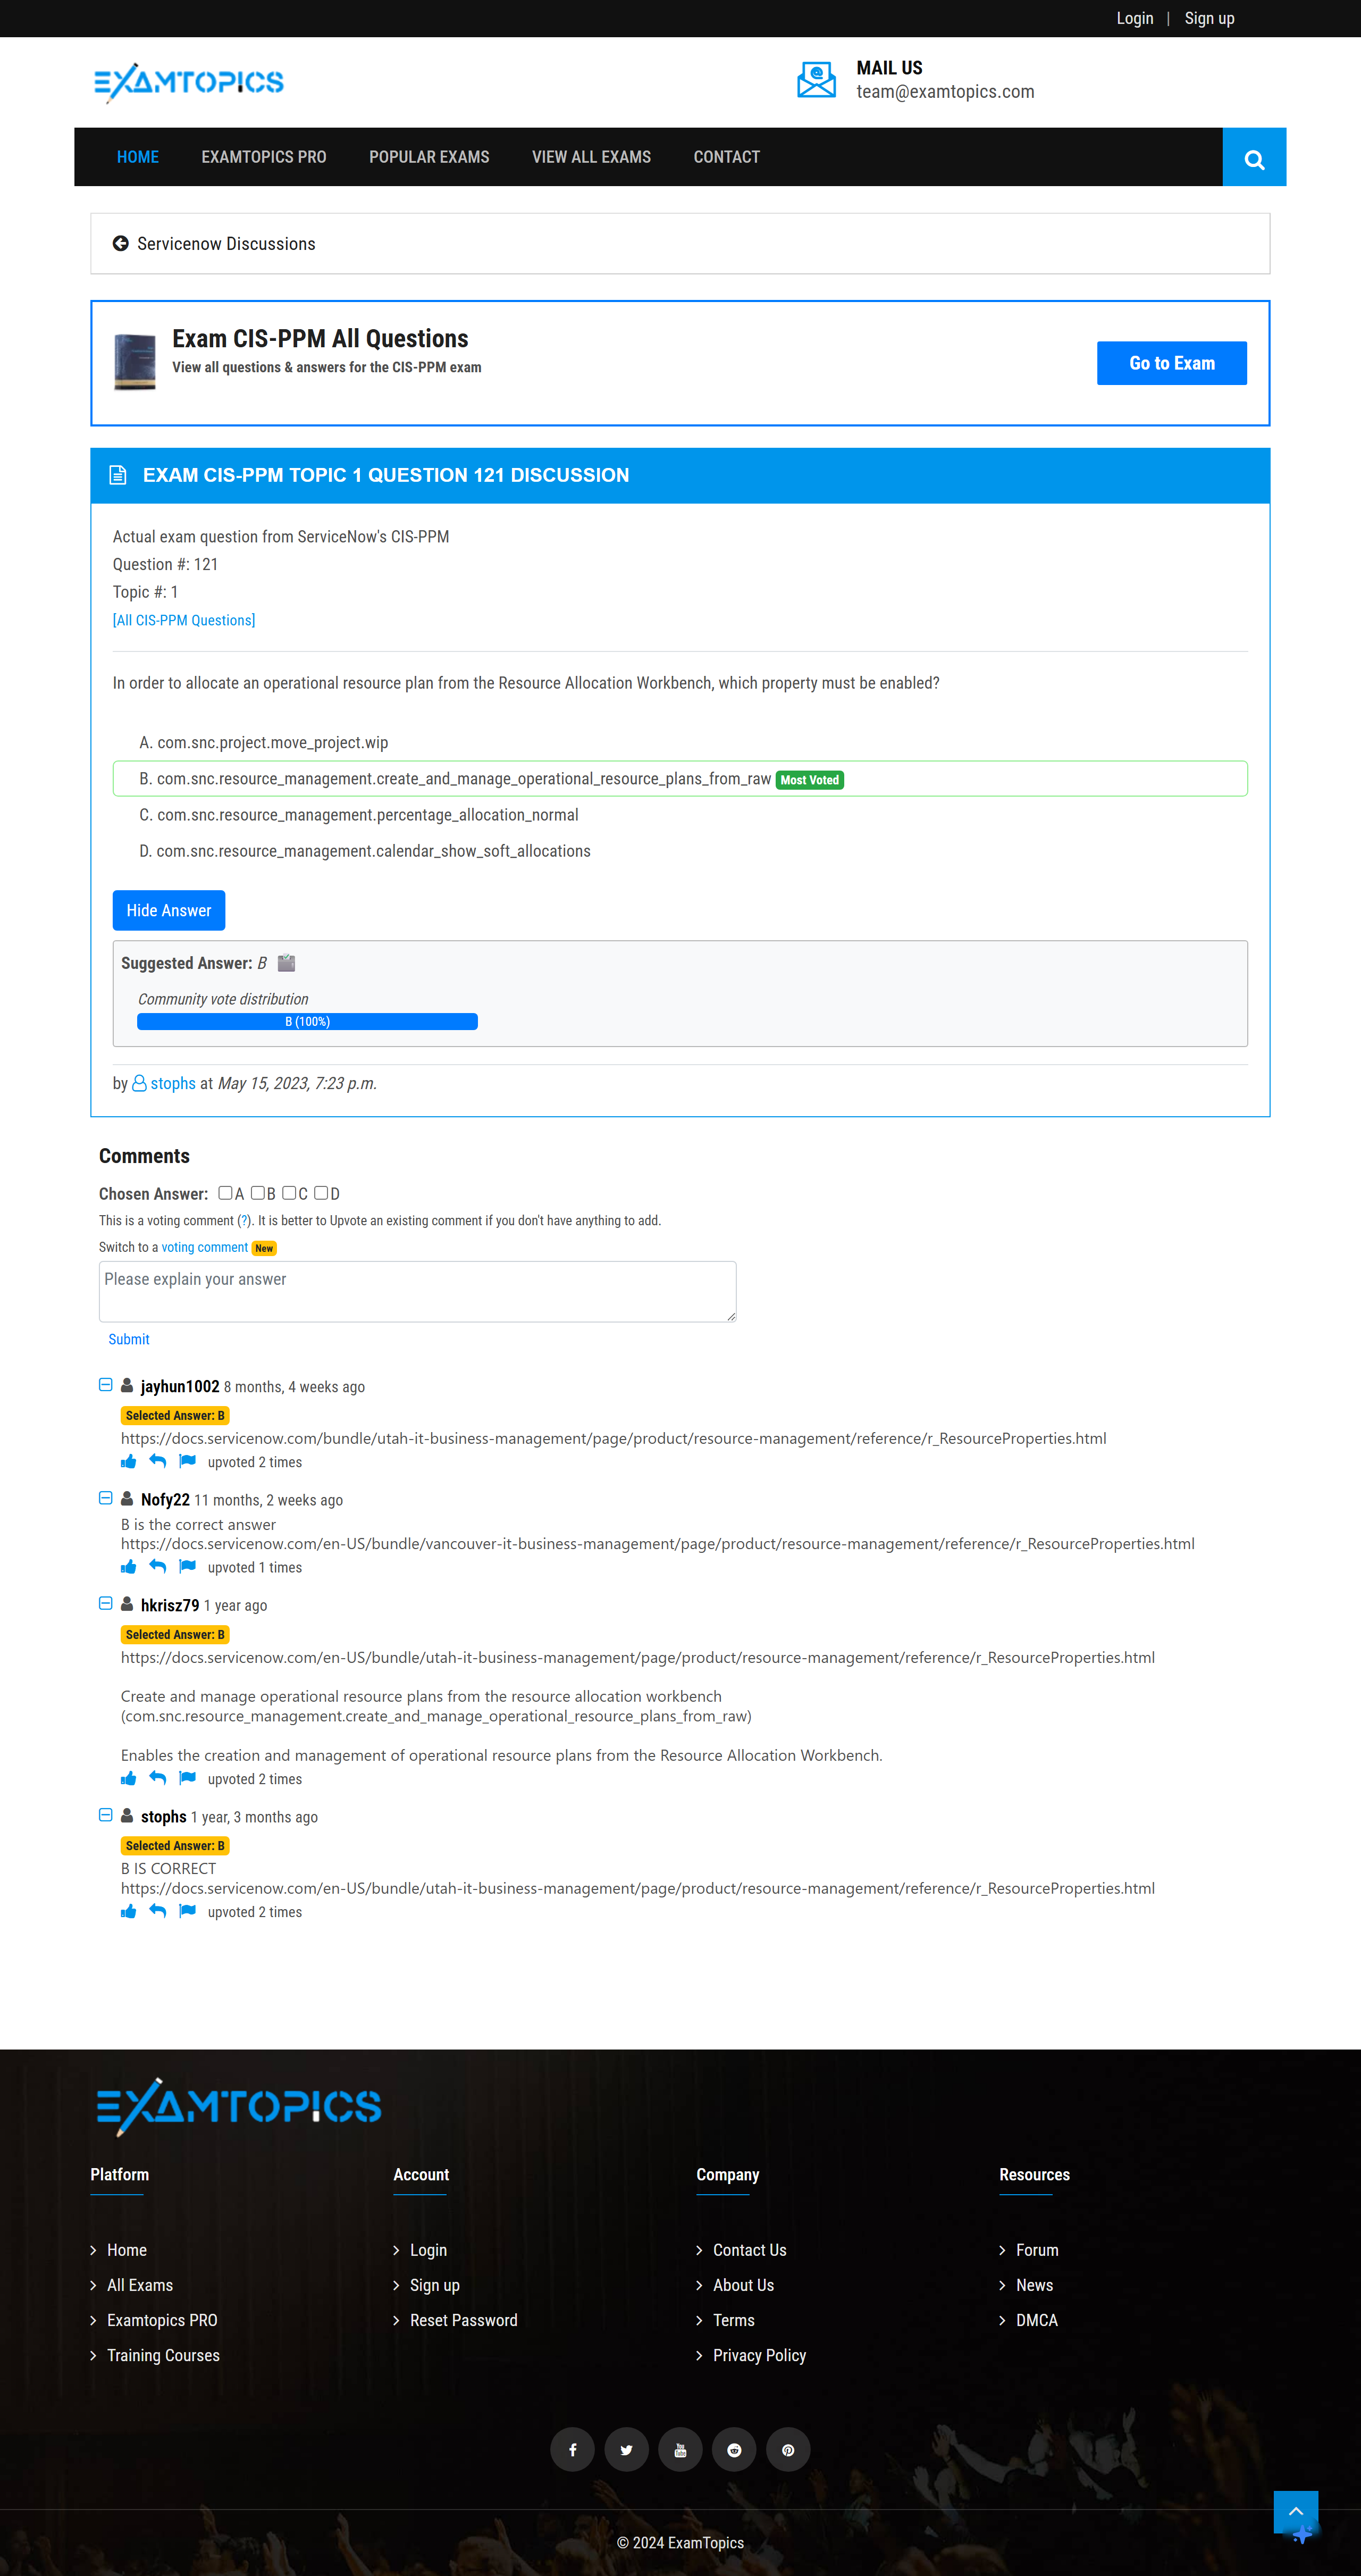 Login | Sign up
EXAMTOPICS
MAIL US
team@examtopics.com
HOME EXAMTOPICS PRO POPULAR EXAMS VIEW ALL EXAMS CONTACT
Servicenow Discussions
Exam CIS-PPM All Questions
View all questions & answers for the CIS-PPM exam
Go to Exam
EXAM CIS-PPM TOPIC 1 QUESTION 121 DISCUSSION
Actual exam question from ServiceNow's CIS-PPM
Question #: 121
Topic #: 1
[All CIS-PPM Questions]
In order to allocate an operational resource plan from the Resource Allocation Workbench, which property must be enabled?
A. com.snc.project.move_project.wip
B. com.snc.resource_management.create_and_manage_operational_resource_plans_from_raw Most Voted
C. com.snc.resource_management.percentage_allocation_normal
D. com.snc.resource_management.calendar_show_soft_allocations
Hide Answer
Suggested Answer: B
Community vote distribution
B (100%)
by stophs at May 15, 2023, 7:23 p.m.
Comments
Chosen Answer: A B C D
This is a voting comment (?). It is better to Upvote an existing comment if you don't have anything to add.
Switch to a voting comment New
Please explain your answer
Submit
jayhun1002 8 months, 4 weeks ago
Selected Answer: B
https://docs.servicenow.com/bundle/utah-it-business-management/page/product/resource-management/reference/r_ResourceProperties.html
upvoted 2 times
Nofy22 11 months, 2 weeks ago
B is the correct answer
https://docs.servicenow.com/en-US/bundle/vancouver-it-business-management/page/product/resource-management/reference/r_ResourceProperties.html
upvoted 1 times
hkrisz79 1 year ago
Selected Answer: B
https://docs.servicenow.com/en-US/bundle/utah-it-business-management/page/product/resource-management/reference/r_ResourceProperties.html
Create and manage operational resource plans from the resource allocation workbench
(com.snc.resource_management.create_and_manage_operational_resource_plans_from_raw)
Enables the creation and management of operational resource plans from the Resource Allocation Workbench.
upvoted 2 times
stophs 1 year, 3 months ago
Selected Answer: B
B IS CORRECT
https://docs.servicenow.com/en-US/bundle/utah-it-business-management/page/product/resource-management/reference/r_ResourceProperties.html
upvoted 2 times
EXAMTOPICS
Platform Account Company Resources
Home Login Contact Us Forum
All Exams Sign up About Us News
Examtopics PRO Reset Password Terms DMCA
Training Courses Privacy Policy
You Tube
© 2024 ExamTopics